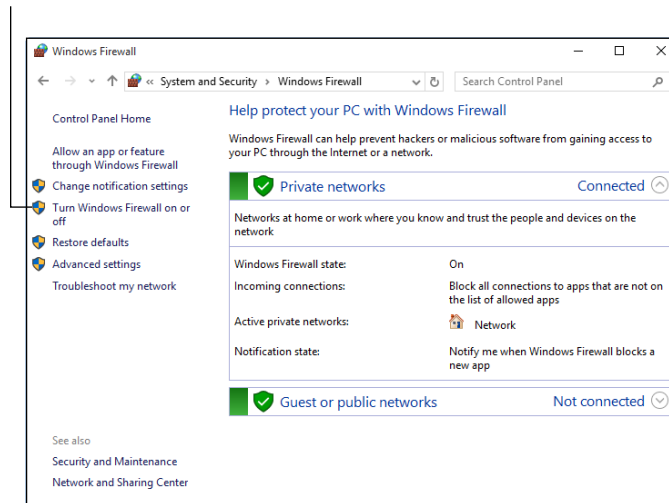 Windows Firewall
« System and Security > Windows Firewall
Search Control Panel
Control Panel Home
Allow an app or feature
through Windows Firewall
Change notification settings
Turn Windows Firewall on or
off
Restore defaults
Advanced settings
Troubleshoot my network
See also
Security and Maintenance
Network and Sharing Center
Help protect your PC with Windows Firewall
Windows Firewall can help prevent hackers or malicious software from gaining access to
your PC through the Internet or a network.
Private networks Connected
Networks at home or work where you know and trust the people and devices on the
network
Windows Firewall state: On
Incoming connections: Block all connections to apps that are not on
the list of allowed apps
Active private networks: Network
Notification state: Notify me when Windows Firewall blocks a
new app
Guest or public networks Not connected